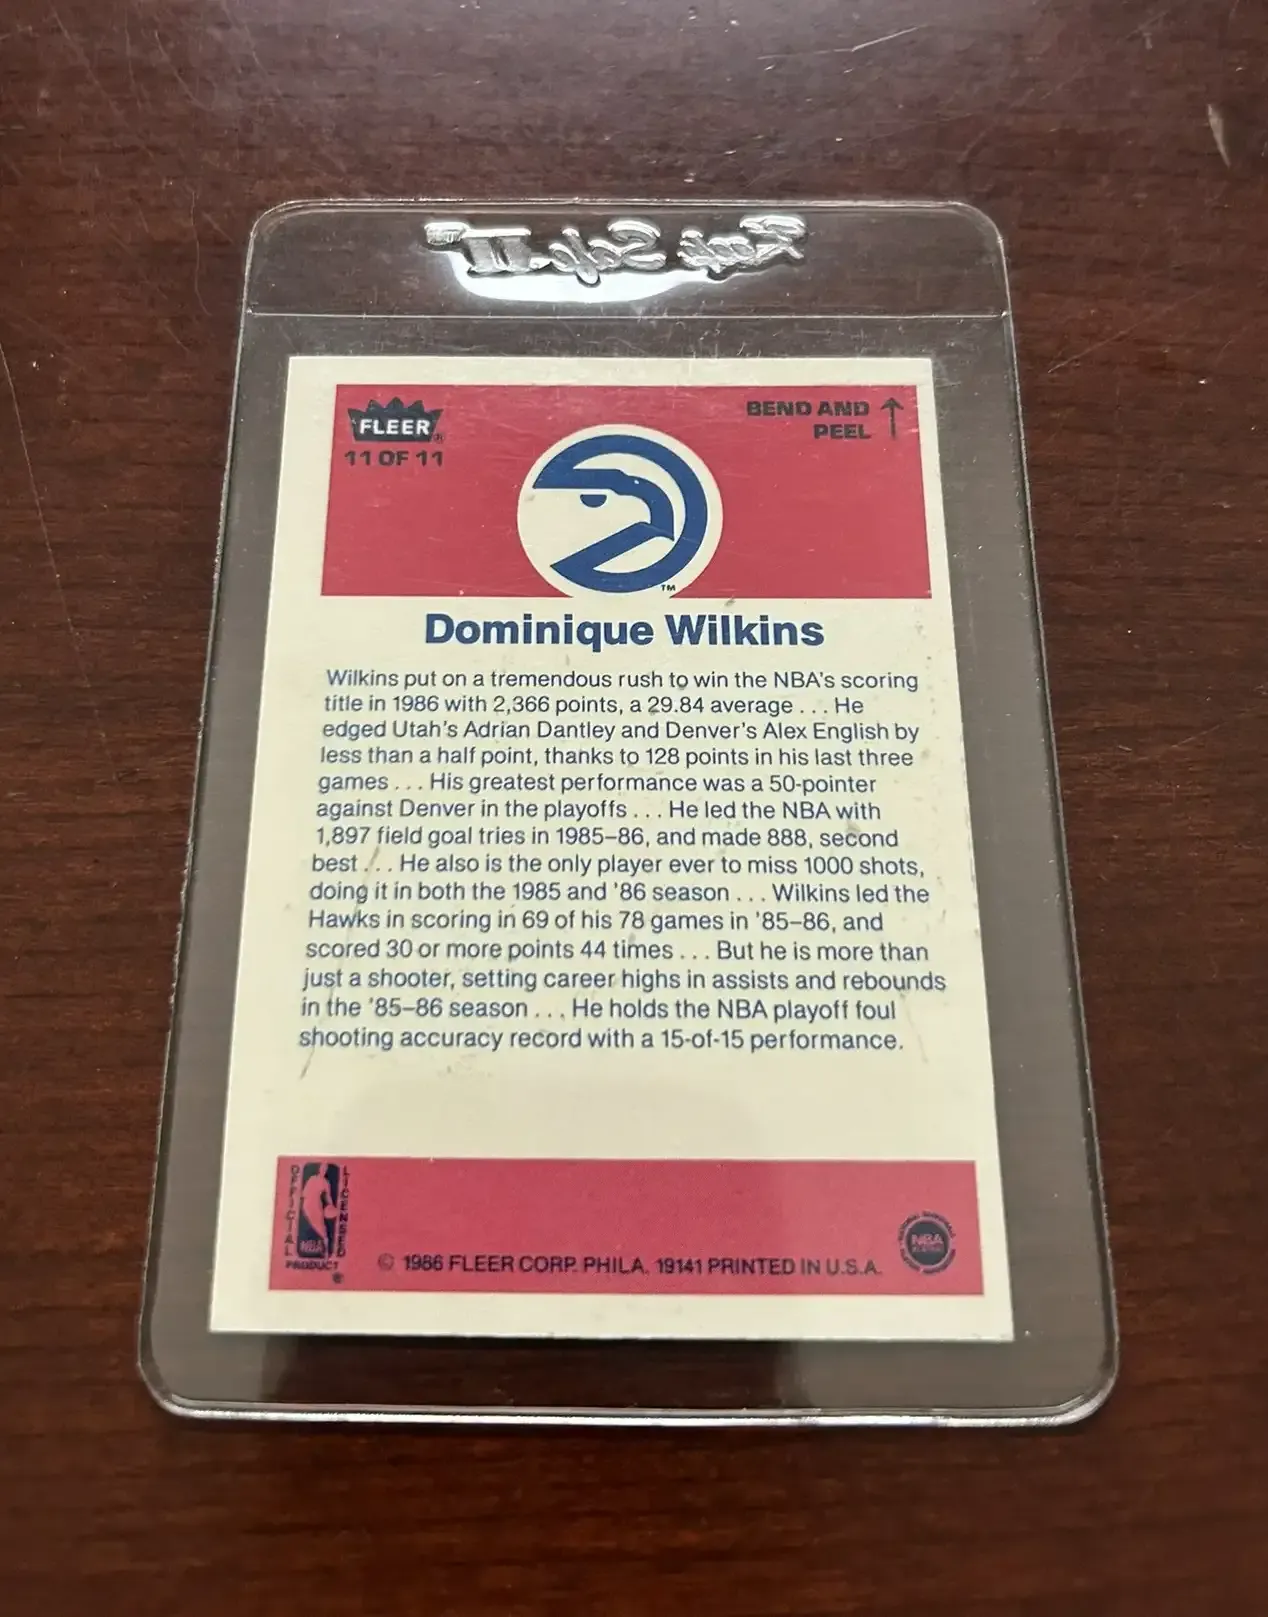 Keep Safe II™
FLEER®
11 OF 11
BEND AND
PEEL ↑
™
Dominique Wilkins
Wilkins put on a tremendous rush to win the NBA's scoring
title in 1986 with 2,366 points, a 29.84 average . . . He
edged Utah's Adrian Dantley and Denver's Alex English by
less than a half point, thanks to 128 points in his last three
games . . . His greatest performance was a 50-pointer
against Denver in the playoffs . . . He led the NBA with
1,897 field goal tries in 1985–86, and made 888, second
best . . . He also is the only player ever to miss 1000 shots,
doing it in both the 1985 and '86 season . . . Wilkins led the
Hawks in scoring in 69 of his 78 games in '85–86, and
scored 30 or more points 44 times . . . But he is more than
just a shooter, setting career highs in assists and rebounds
in the '85–86 season . . . He holds the NBA playoff foul
shooting accuracy record with a 15-of-15 performance.
OFFICIAL
LICENSED
NBA
PRODUCT
®
© 1986 FLEER CORP. PHILA. 19141 PRINTED IN U.S.A.
NBA